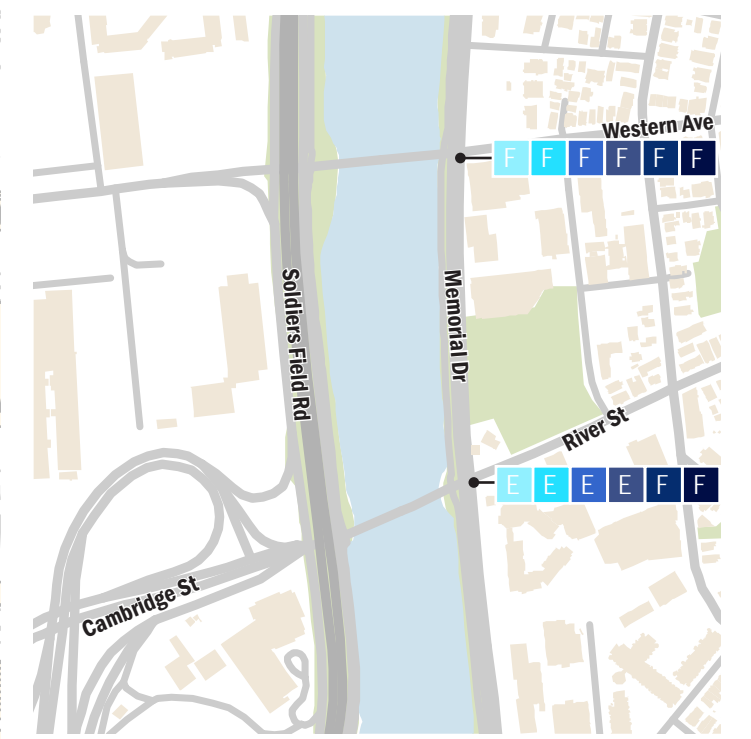 Western Ave
F F F F F F
Soldiers Field Rd
Memorial Dr
River St
E E E E F F
Cambridge St